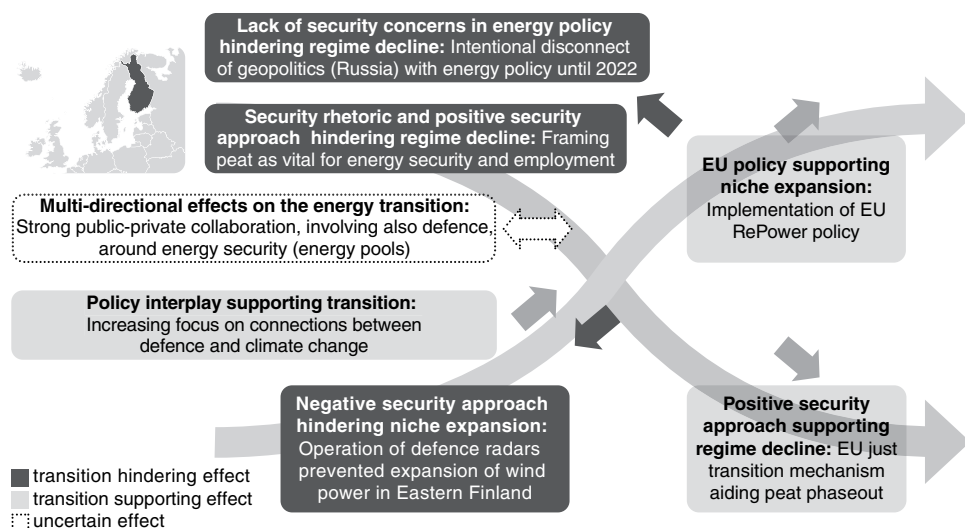 Lack of security concerns in energy policy
hindering regime decline: Intentional disconnect
of geopolitics (Russia) with energy policy until 2022
Security rhetoric and positive security
approach hindering regime decline: Framing
peat as vital for energy security and employment
Multi-directional effects on the energy transition:
Strong public-private collaboration, involving also defence,
around energy security (energy pools)
Policy interplay supporting transition:
Increasing focus on connections between
defence and climate change
Negative security approach
hindering niche expansion:
Operation of defence radars
prevented expansion of wind
power in Eastern Finland
EU policy supporting
niche expansion:
Implementation of EU
RePower policy
Positive security
approach supporting
regime decline: EU just
transition mechanism
aiding peat phaseout
transition hindering effect
transition supporting effect
uncertain effect